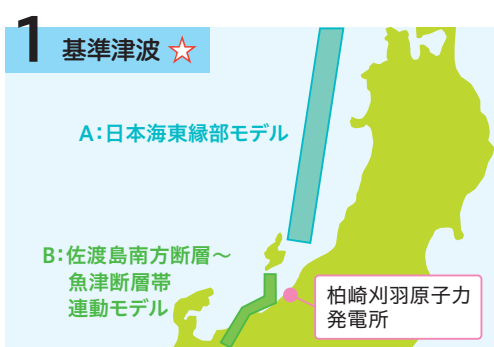 1 基準津波 ☆
A:日本海東縁部モデル
B:佐渡島南方断層～
魚津断層帯
連動モデル
柏崎刈羽原子力
発電所